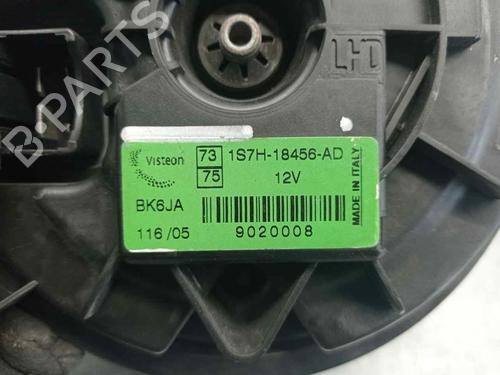 B-PARTS
LHD
Visteon
73 1S7H-18456-AD
75 12V
BK6JA
116/05 9020008
MADE IN ITALY